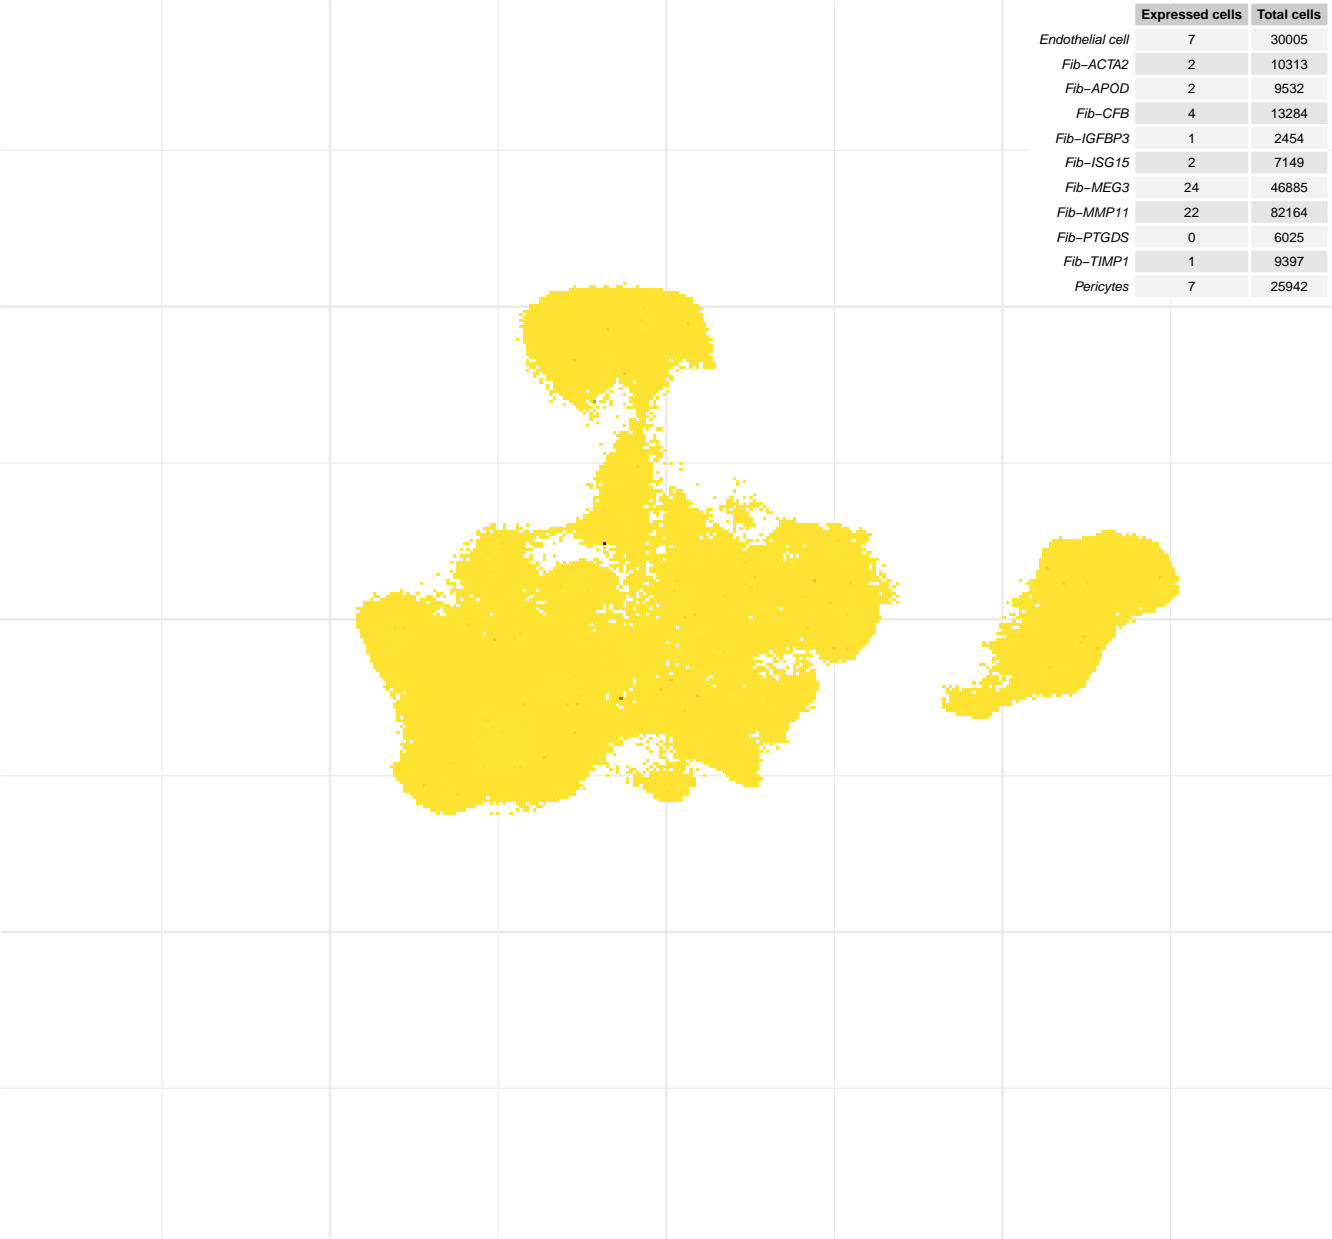 Expressed cells Total cells
Endothelial cell 7 30005
Fib−ACTA2 2 10313
Fib−APOD 2 9532
Fib−CFB 4 13284
Fib−IGFBP3 1 2454
Fib−ISG15 2 7149
Fib−MEG3 24 46885
Fib−MMP11 22 82164
Fib−PTGDS 0 6025
Fib−TIMP1 1 9397
Pericytes 7 25942